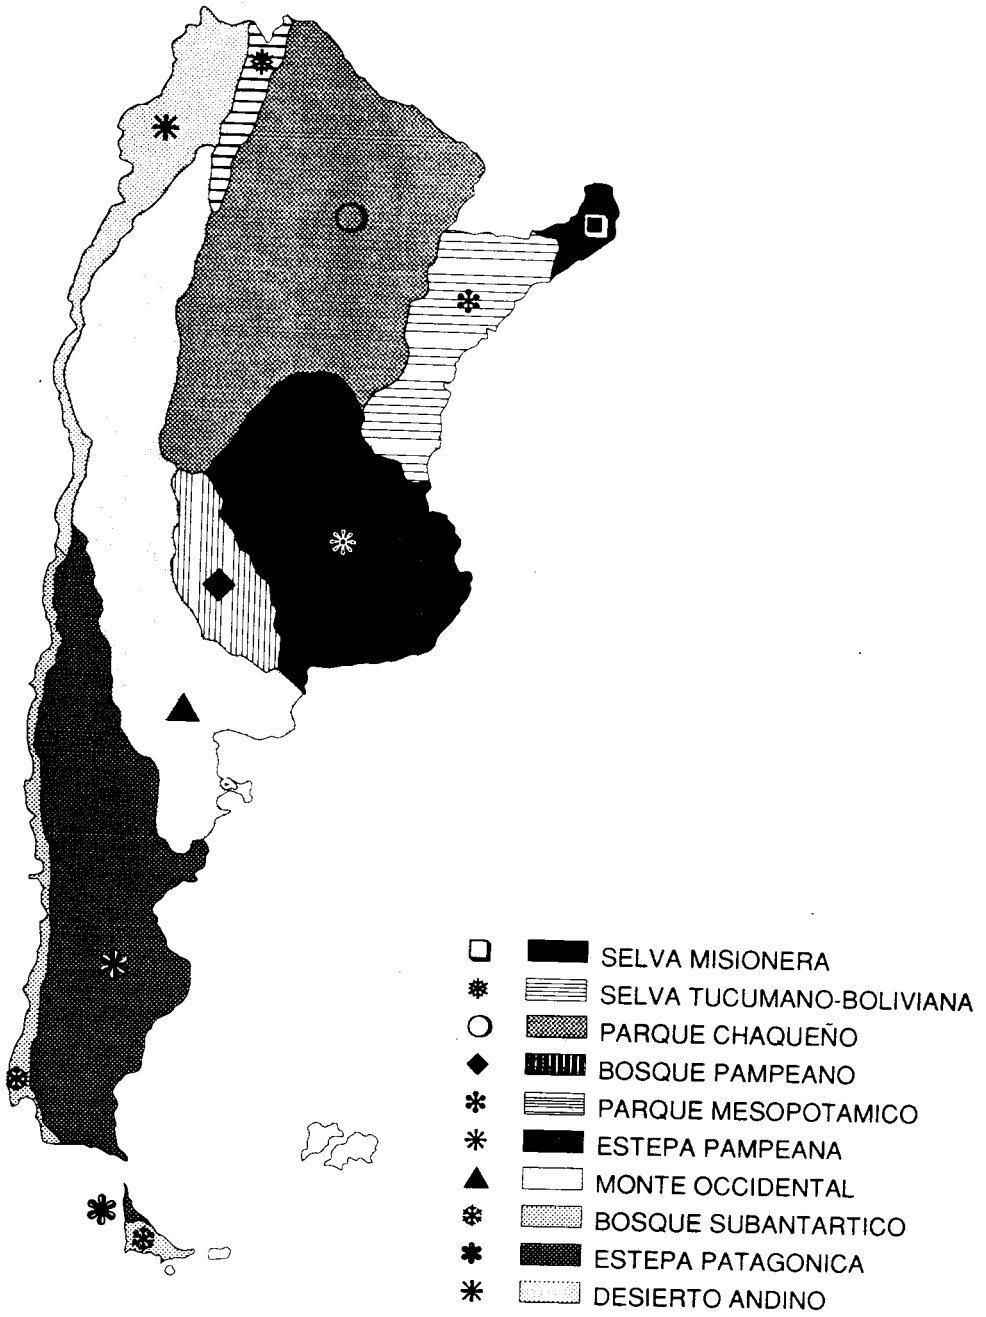 SELVA MISIONERA
SELVA TUCUMANO-BOLIVIANA
PARQUE CHAQUEÑO
BOSQUE PAMPEANO
PARQUE MESOPOTAMICO
ESTEPA PAMPEANA
MONTE OCCIDENTAL
BOSQUE SUBANTARTICO
ESTEPA PATAGONICA
DESIERTO ANDINO